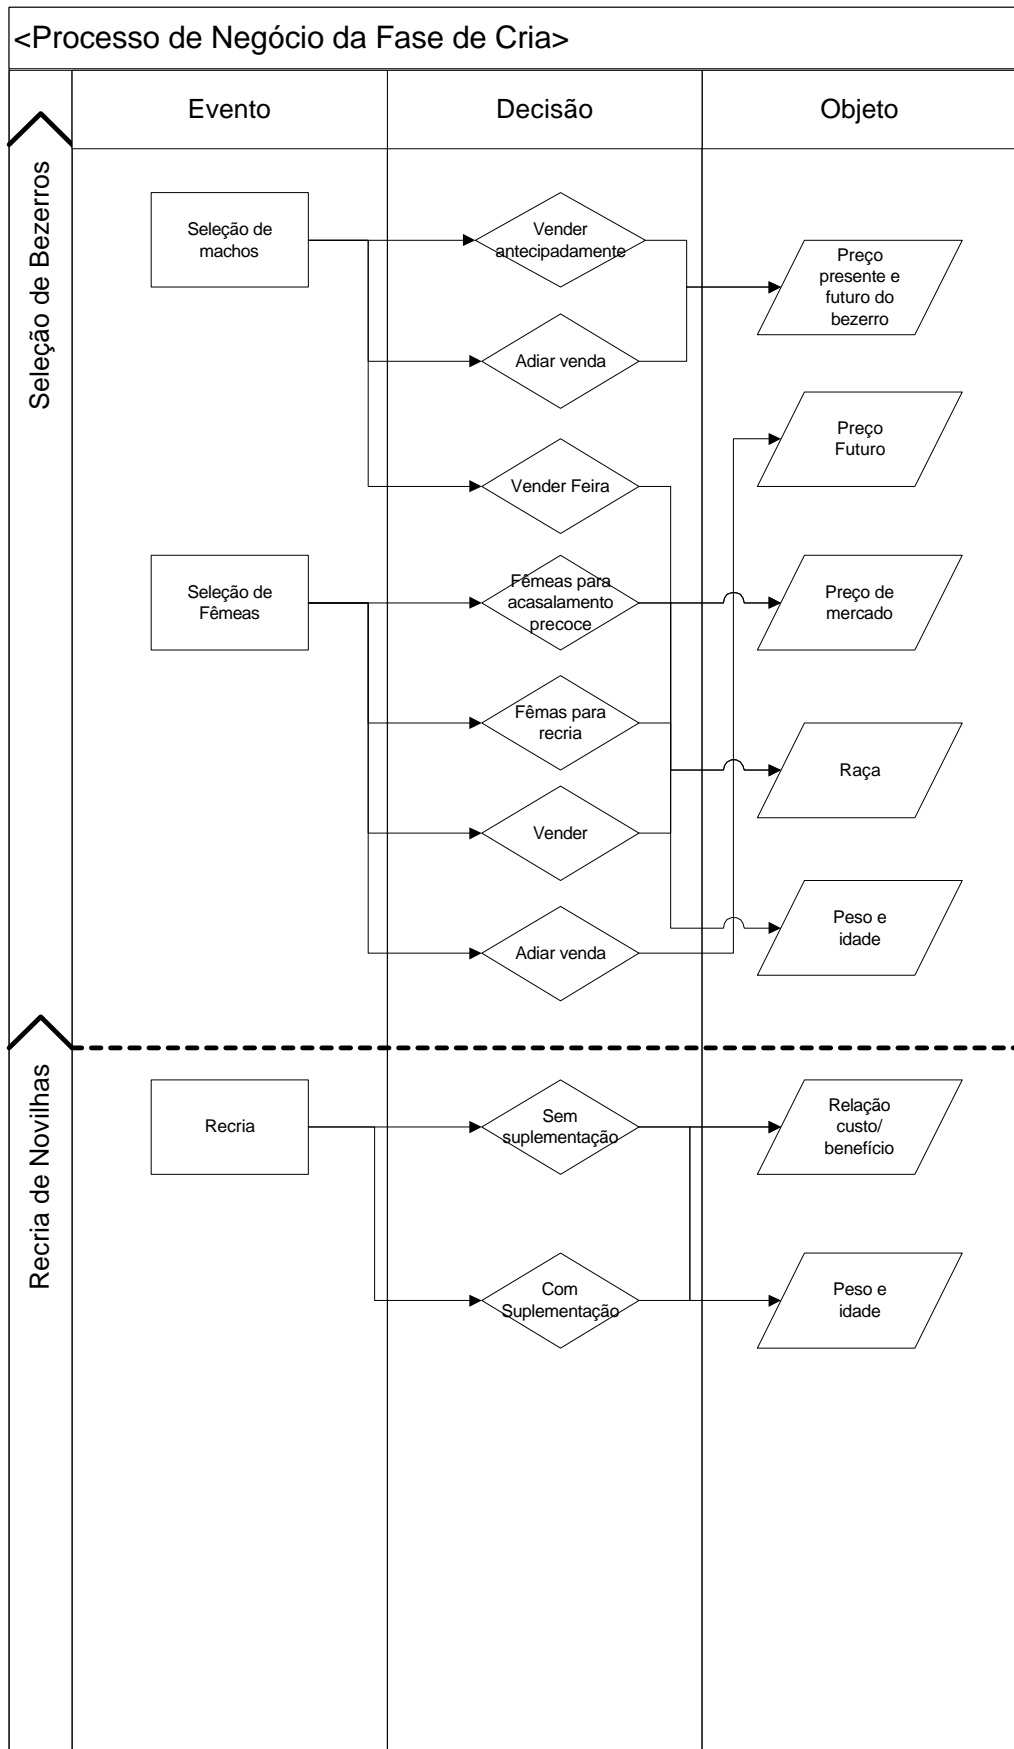 <Processo de Negócio da Fase de Cria>
Evento
Decisão
Objeto
Seleção de Bezerros
Seleção de
machos
Vender
antecipadamente
Preço
presente e
futuro do
bezerro
Adiar venda
Preço
Futuro
Vender Feira
Seleção de
Fêmeas
Fêmeas para
acasalamento
precoce
Preço de
mercado
Fêmas para
recria
Raça
Vender
Peso e
idade
Adiar venda
Recria de Novilhas
Recria
Sem
suplementação
Relação
custo/
benefício
Com
Suplementação
Peso e
idade